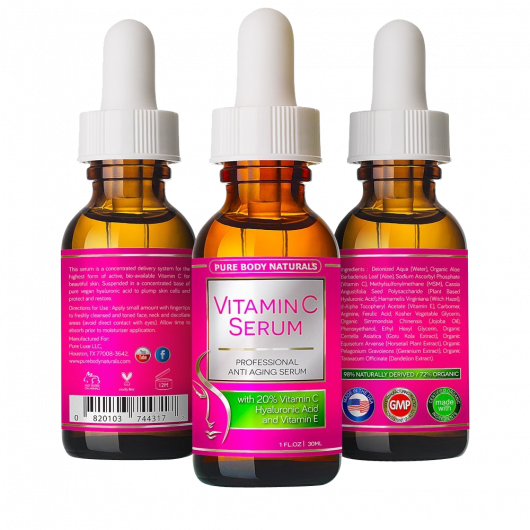 This serum is a concentrated delivery system for the
highest form of active, bio-available Vitamin C for
beautiful skin. Suspended in a concentrated base of
pure vegan hyaluronic acid to plump skin cells and
protect and restore.
Directions for Use: Apply small amount with fingertips
to freshly cleansed and toned face, neck and décolleté
areas (avoid direct contact with eyes). Allow time to
absorb prior to moisturizer application.
Manufactured For:
Pure Luxe LLC,
Houston, TX 77008-3642.
www.purebodynaturals.com
You
Tube
f
12M
0 820103 744317
PURE BODY NATURALS
VITAMIN C
SERUM
PROFESSIONAL
ANTI AGING SERUM
with 20% Vitamin C
Hyaluronic Acid
and Vitamin E
1 FL.OZ | 30ML
Ingredients : Deionized Aqua (Water), Organic Aloe
Barbadensis Leaf (Aloe), Sodium Ascorbyl Phosphate
(Vitamin C), Methylsulfonylmethane (MSM), Cassia
Angustifolia Seed Polysaccharide (Plant Based
Hyaluronic Acid), Hamamelis Virginiana (Witch Hazel),
d-Alpha Tocopheryl Acetate (Vitamin E), Carbomer,
Arginine, Ferulic Acid, Kosher Vegetable Glycerin,
Organic Simmondsia Chinensis (Jojoba Oil),
Phenoxyethanol, Ethyl Hexyl Glycerin, Organic
Centella Asiatica (Gotu Kola Extract), Organic
Equisetum Arvense (Horsetail Plant Extract), Organic
Pelargonium Graveolens (Geranium Extract), Organic
Taraxacum Officinale (Dandelion Extract).
98% NATURALLY DERIVED / 72% ORGANIC
GMP
made with